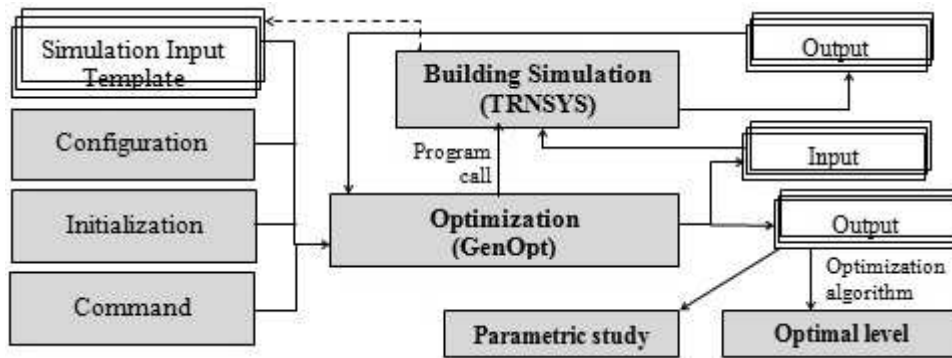 Simulation Input
Template
Configuration
Initialization
Command
Building Simulation
(TRNSYS)
Program
call
Optimization
(GenOpt)
Output
Input
Output
Optimization
algorithm
Parametric study
Optimal level